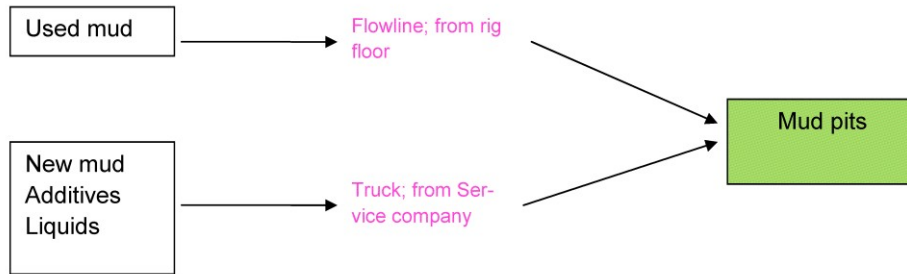 Used mud
Flowline; from rig
floor
Mud pits
New mud
Additives
Liquids
Truck; from Ser-
vice company